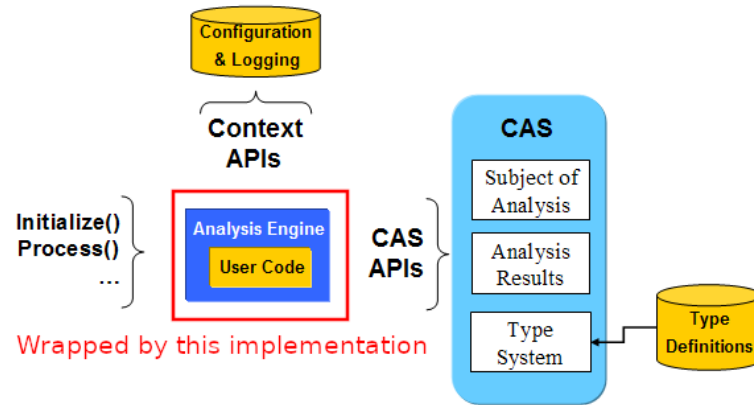 Configuration
& Logging
Context
APIs
Initialize()
Process()
...
Analysis Engine
User Code
Wrapped by this implementation
CAS
APIs
CAS
Subject of
Analysis
Analysis
Results
Type
System
Type
Definitions